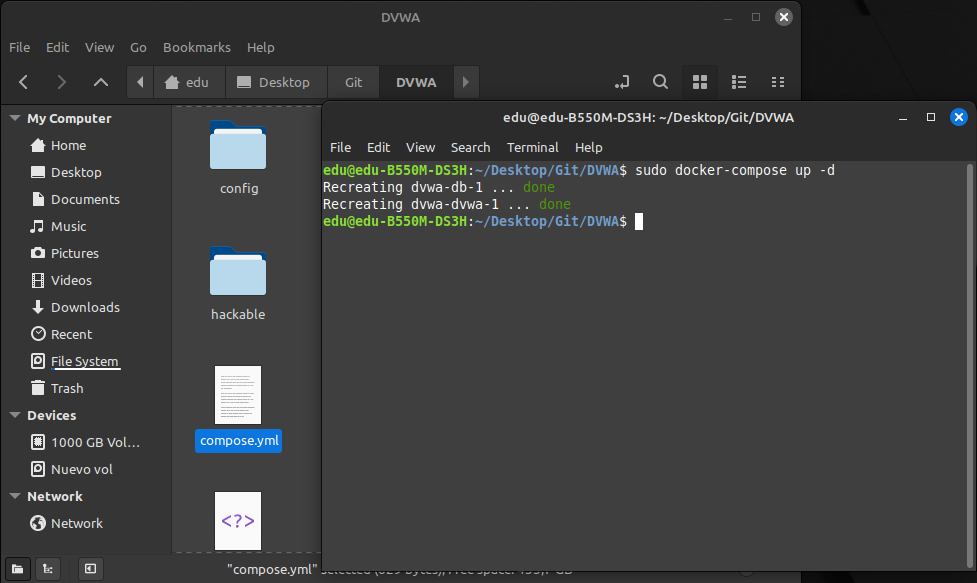 DVWA
File Edit View Go Bookmarks Help
edu Desktop Git DVWA
My Computer
Home
Desktop
Documents
Music
Pictures
Videos
Downloads
Recent
File System
Trash
Devices
1000 GB Vol...
Nuevo vol
Network
Network
config
hackable
compose.yml
<?>
"compose.yml" selected
edu@edu-B550M-DS3H: ~/Desktop/Git/DVWA
File Edit View Search Terminal Help
edu@edu-B550M-DS3H:~/Desktop/Git/DVWA$ sudo docker-compose up -d
Recreating dvwa-db-1 ... done
Recreating dvwa-dvwa-1 ... done
edu@edu-B550M-DS3H:~/Desktop/Git/DVWA$